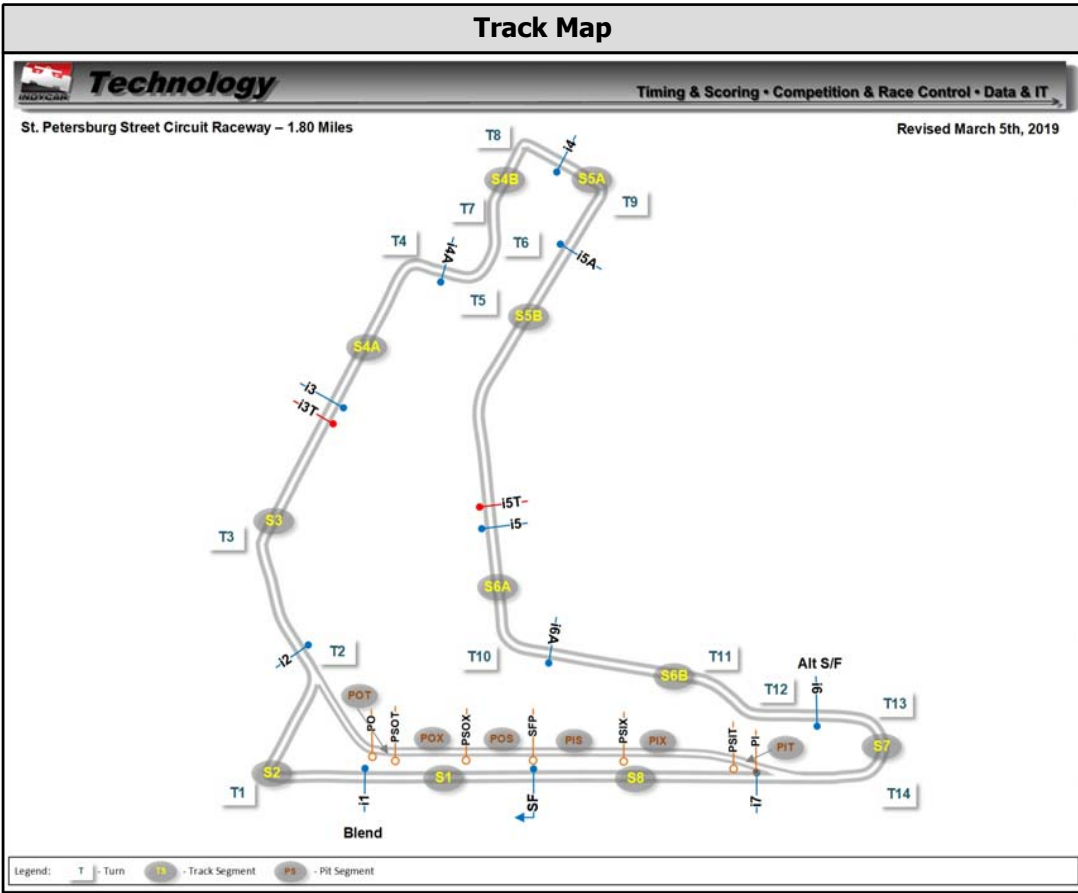 Track Map
INDYCAR
Technology
Timing & Scoring • Competition & Race Control • Data & IT
St. Petersburg Street Circuit Raceway – 1.80 Miles
Revised March 5th, 2019
T8
i4
S4B
S5A
T7
T9
T4
i4A
T6
i5A
T5
S5B
S4A
i3
i3T
i5T
i5
S3
T3
S6A
i2
T2
T10
i6A
S6B
T11
Alt S/F
i6
T12
T13
POT
PO
PSOT
POX
PSOX
POS
SFP
PIS
PSIX
PIX
PSIT
PI
PIT
S7
S2
T1
i1
S1
SF
S8
i7
T14
Blend
Legend: T - Turn TS - Track Segment PS - Pit Segment